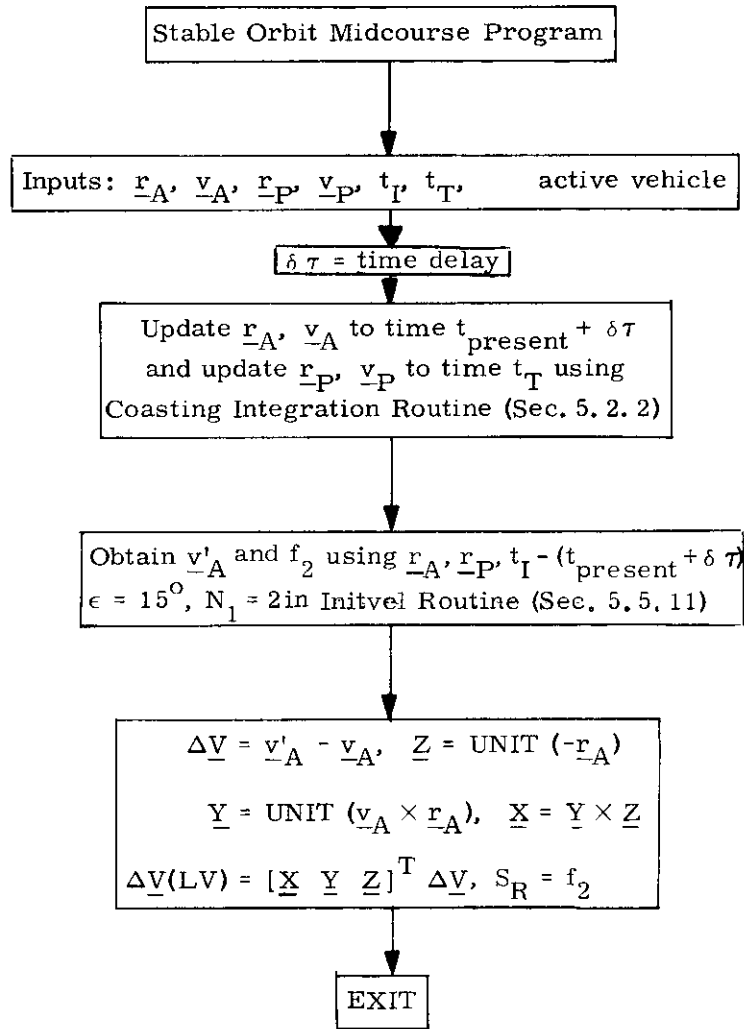 Stable Orbit Midcourse Program
Inputs: r_A, v_A, r_P, v_P, t_I, t_T, active vehicle
δτ = time delay
Update r_A, v_A to time t_present + δτ
and update r_P, v_P to time t_T using
Coasting Integration Routine (Sec. 5.2.2)
Obtain v'_A and f_2 using r_A, r_P, t_I - (t_present + δτ)
ϵ = 15°, N_1 = 2 in Initvel Routine (Sec. 5.5.11)
ΔV = v'_A - v_A, Z = UNIT (-r_A)
Y = UNIT (v_A × r_A), X = Y × Z
ΔV(LV) = [X Y Z]^T ΔV, S_R = f_2
EXIT